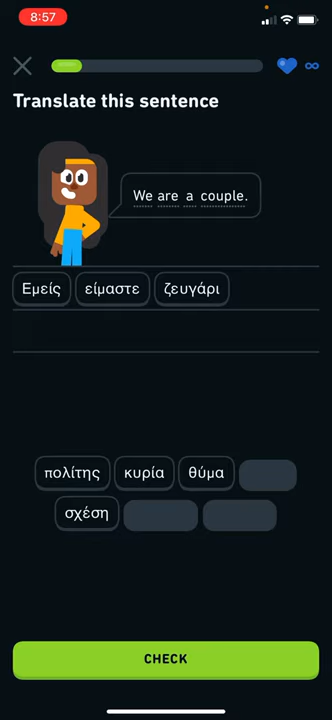 8:57
∞
Translate this sentence
We are a couple.
Εμείς είμαστε ζευγάρι
πολίτης κυρία θύμα
σχέση
CHECK